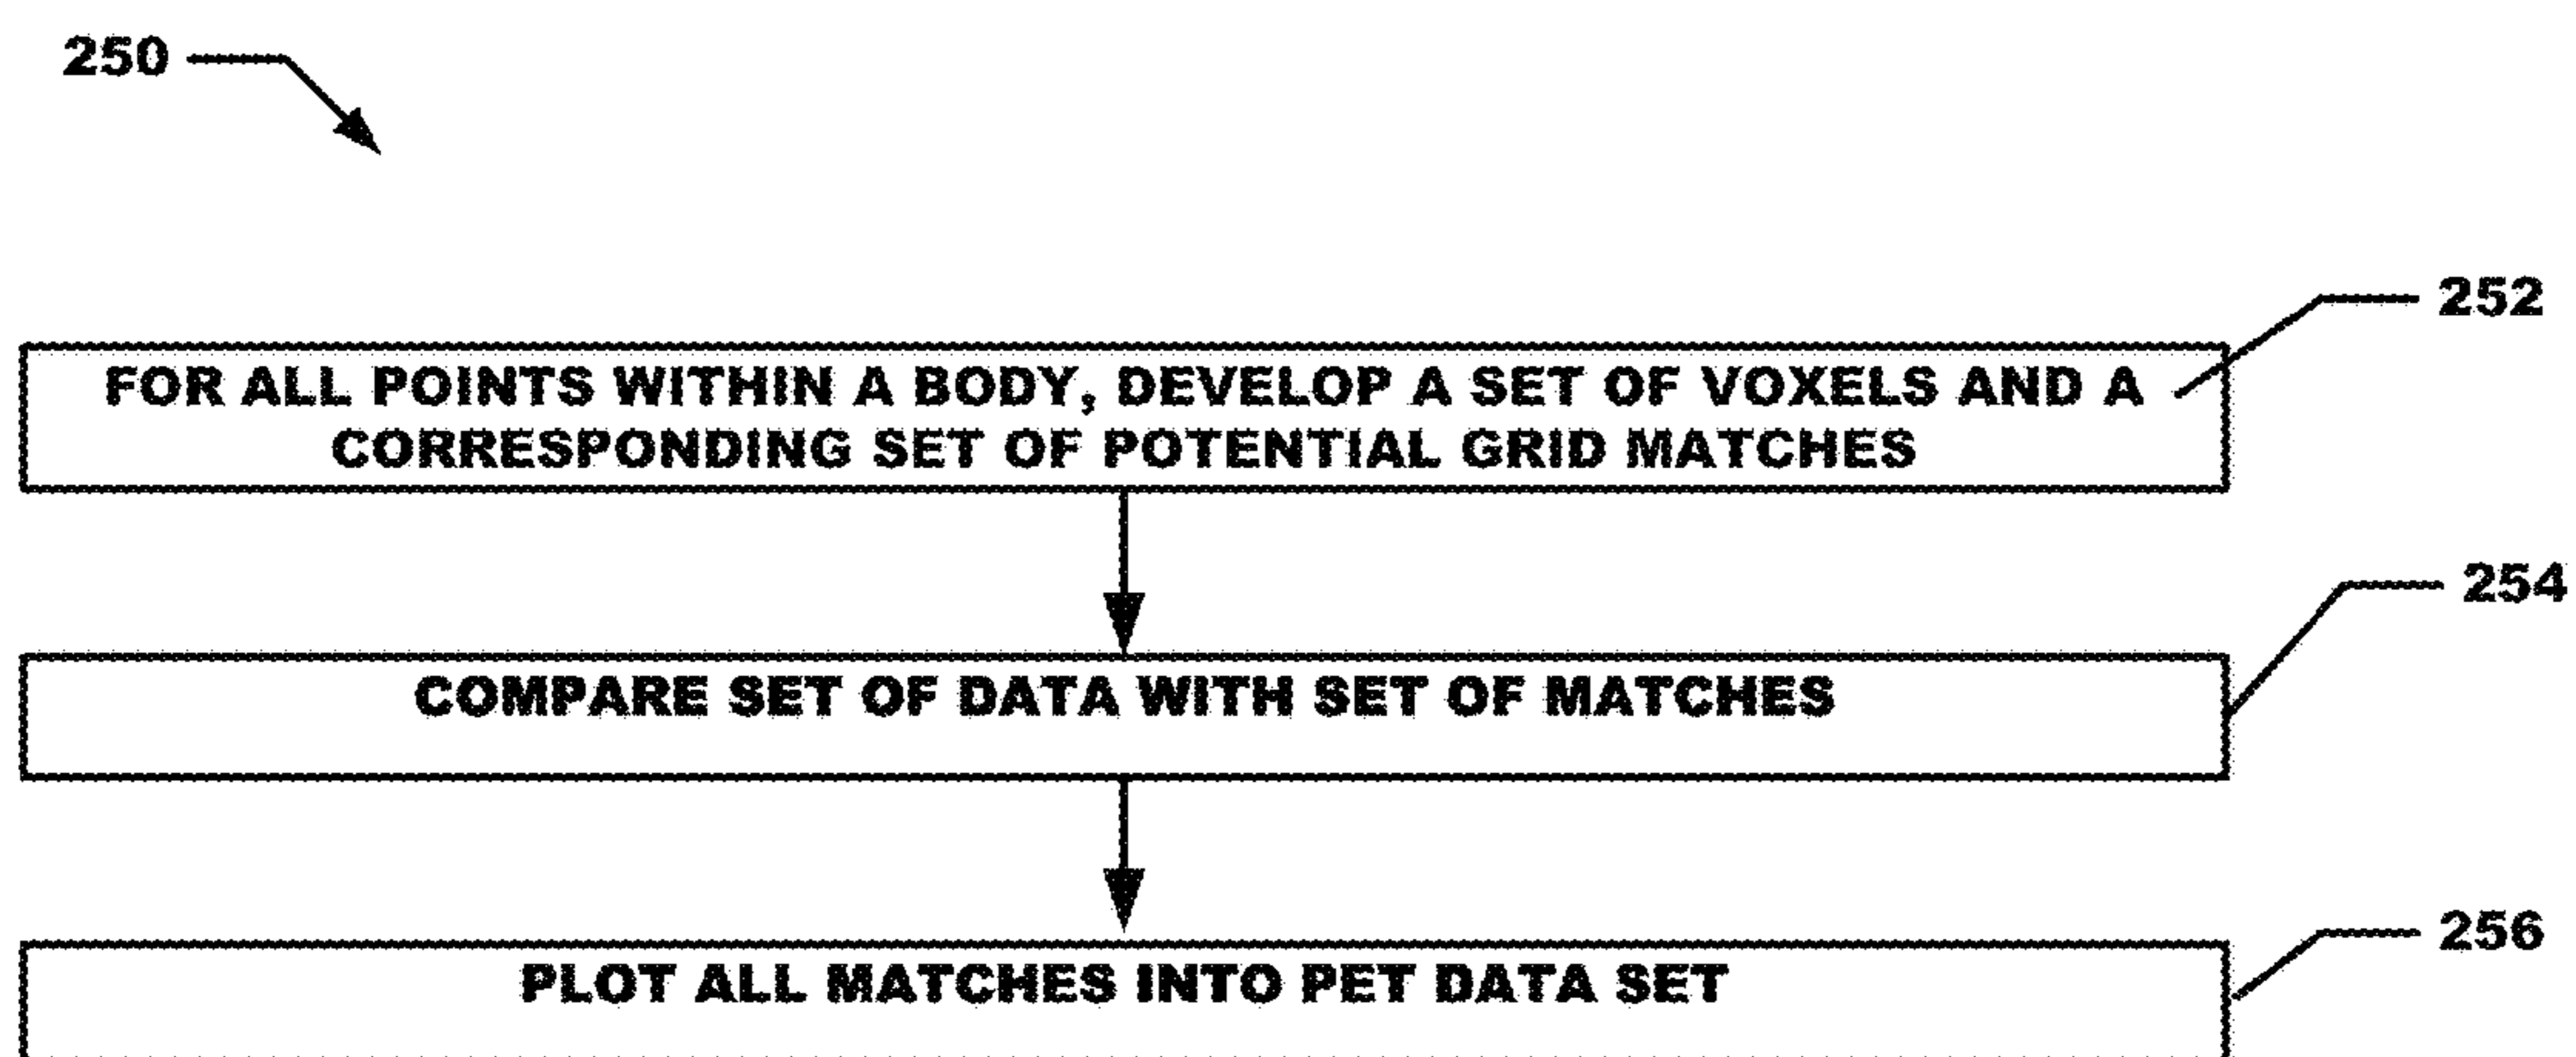 250
252
FOR ALL POINTS WITHIN A BODY, DEVELOP A SET OF VOXELS AND A
CORRESPONDING SET OF POTENTIAL GRID MATCHES
254
COMPARE SET OF DATA WITH SET OF MATCHES
256
PLOT ALL MATCHES INTO PET DATA SET